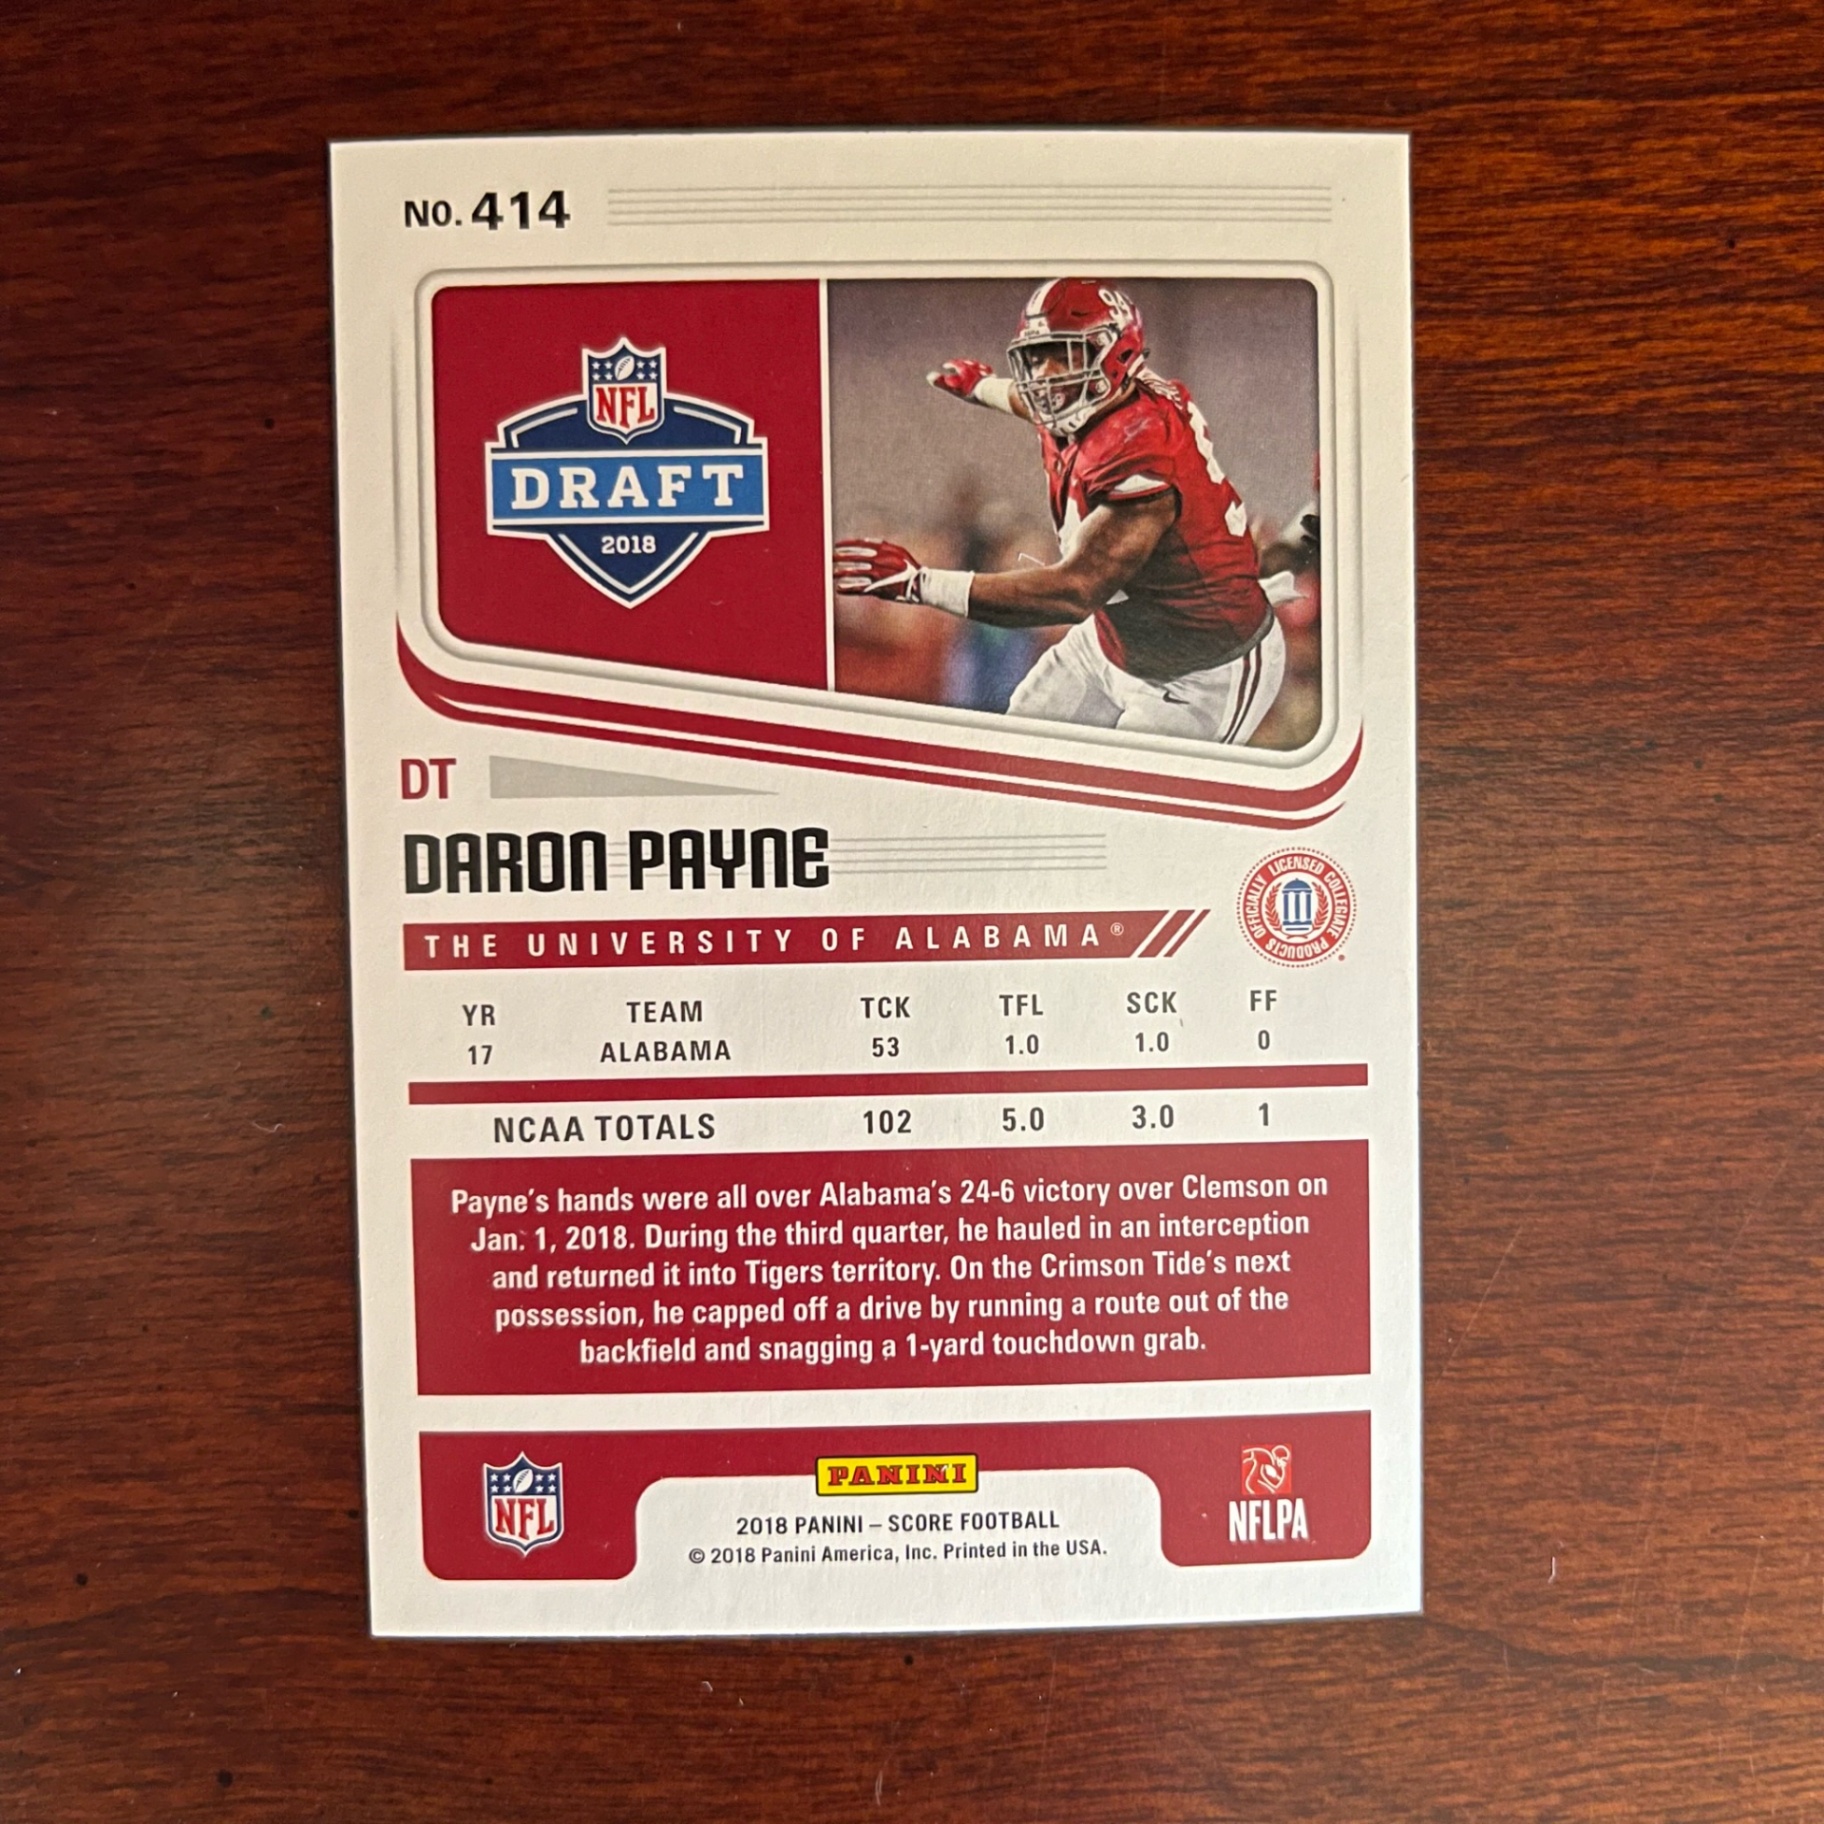 NO. 414
NFL
DRAFT
2018
94
DT
DARON PAYNE
THE UNIVERSITY OF ALABAMA®
OFFICIALLY LICENSED COLLEGIATE PRODUCTS
YR TEAM TCK TFL SCK FF
17 ALABAMA 53 1.0 1.0 0
NCAA TOTALS 102 5.0 3.0 1
Payne's hands were all over Alabama's 24-6 victory over Clemson on
Jan. 1, 2018. During the third quarter, he hauled in an interception
and returned it into Tigers territory. On the Crimson Tide's next
possession, he capped off a drive by running a route out of the
backfield and snagging a 1-yard touchdown grab.
NFL
PANINI
NFLPA
2018 PANINI – SCORE FOOTBALL
© 2018 Panini America, Inc. Printed in the USA.